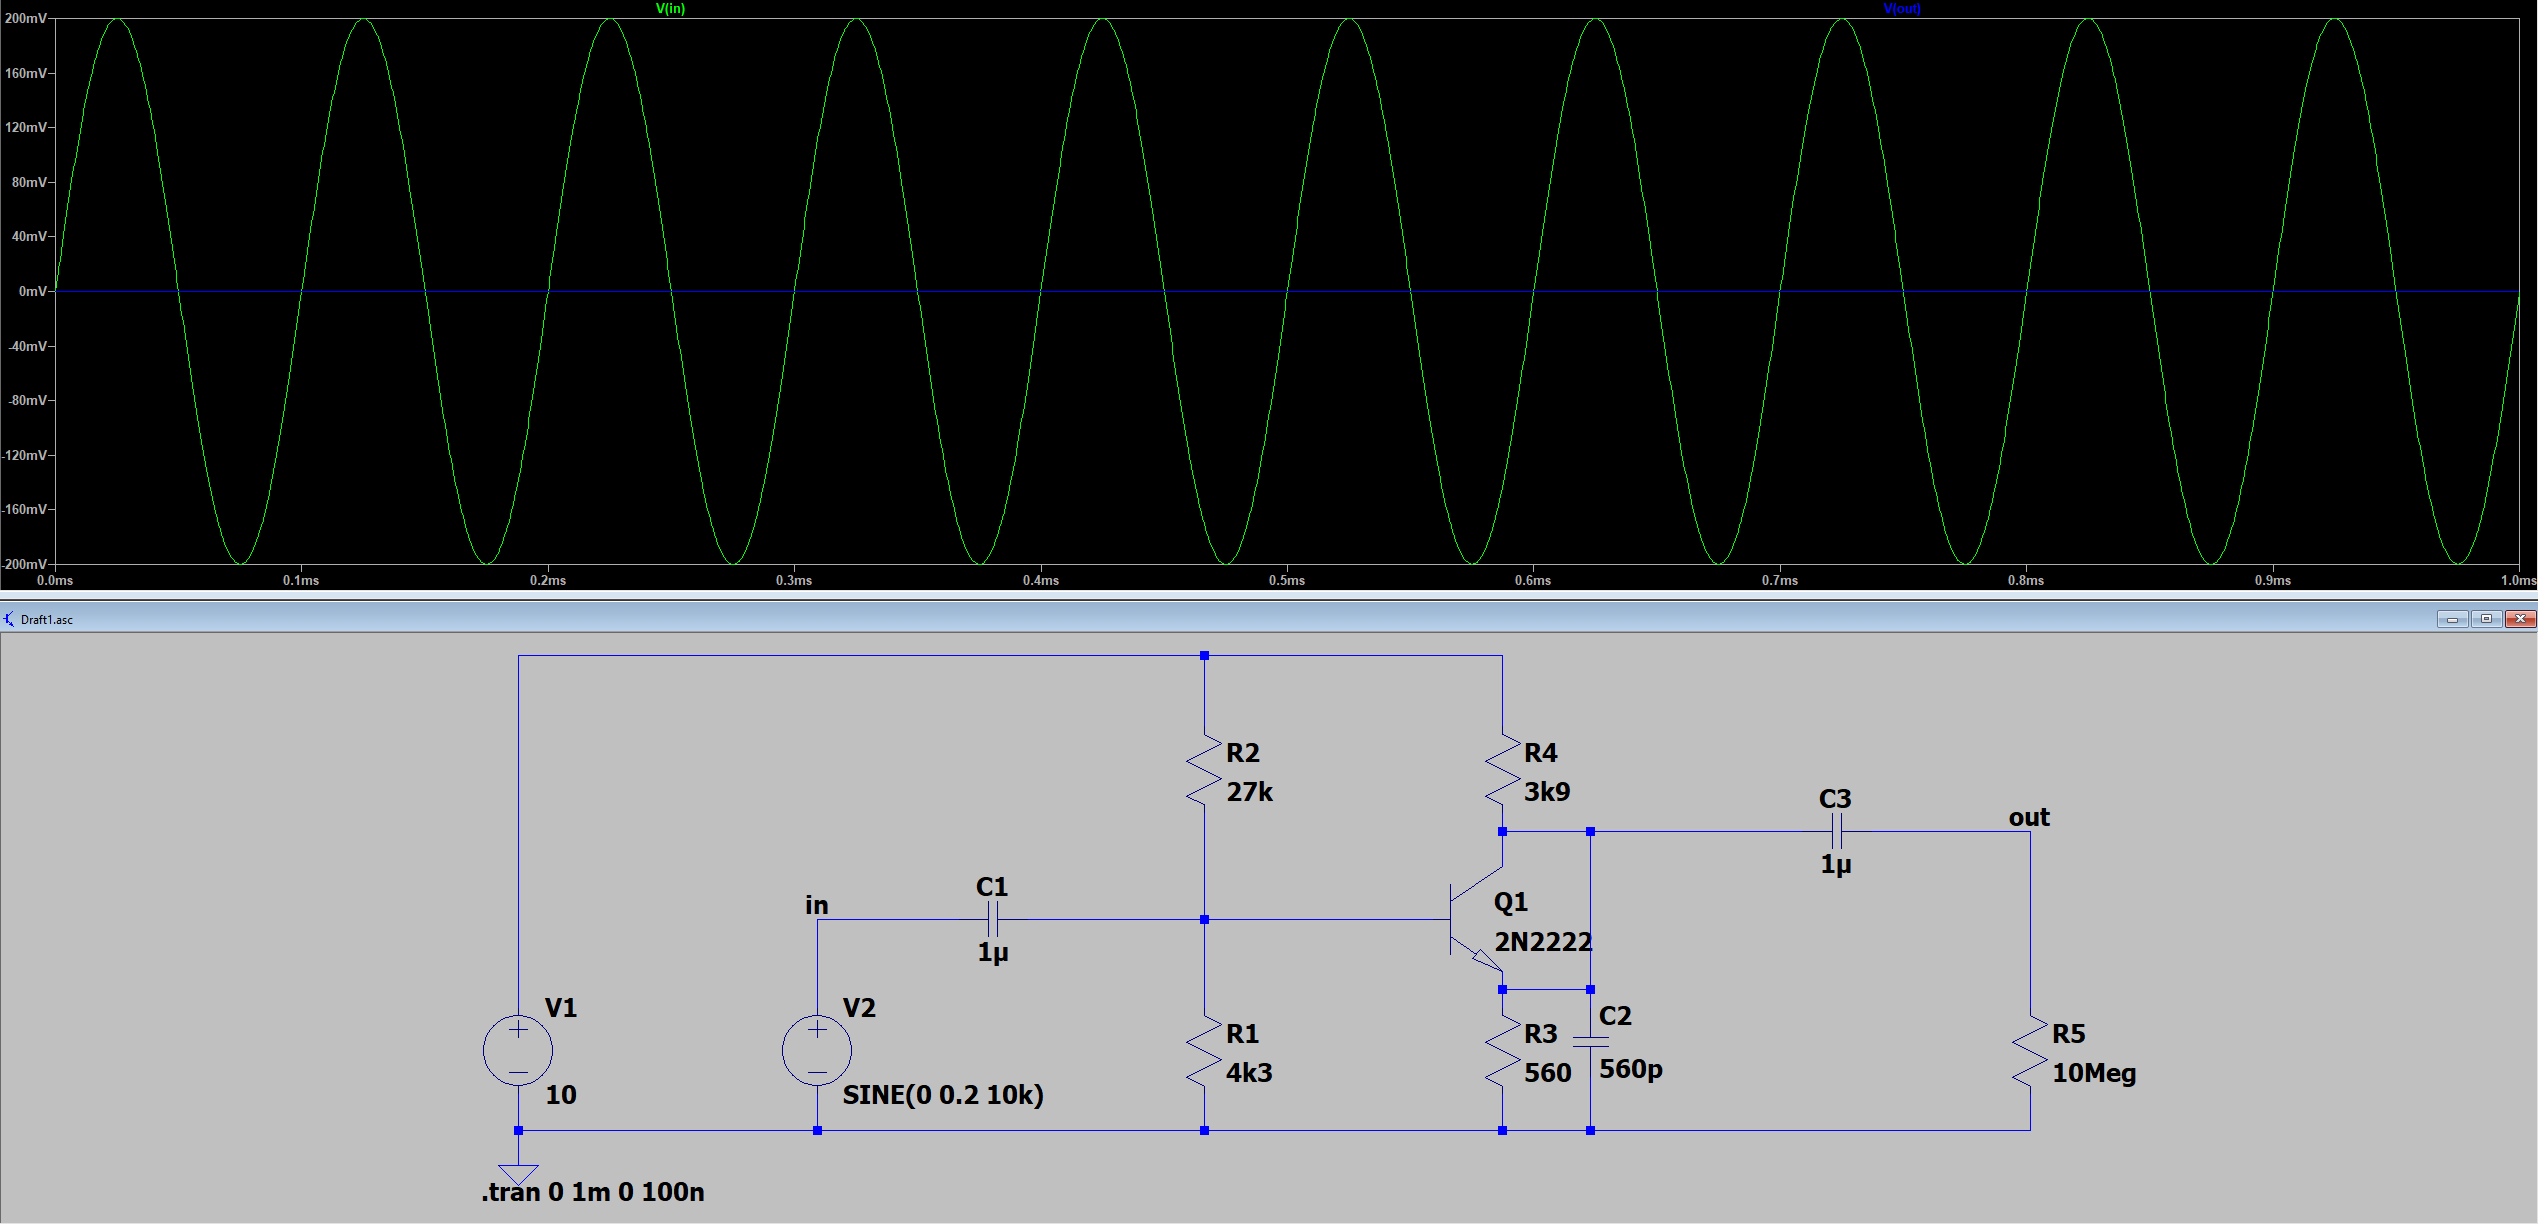 V(in)
V(out)
200mV
160mV
120mV
80mV
40mV
0mV
-40mV
-80mV
-120mV
-160mV
-200mV
0.0ms 0.1ms 0.2ms 0.3ms 0.4ms 0.5ms 0.6ms 0.7ms 0.8ms 0.9ms 1.0ms
Draft1.asc
R2
27k
R4
3k9
C3
1µ
out
in
C1
1µ
Q1
2N2222
V1
10
V2
SINE(0 0.2 10k)
R1
4k3
R3
560
C2
560p
R5
10Meg
.tran 0 1m 0 100n